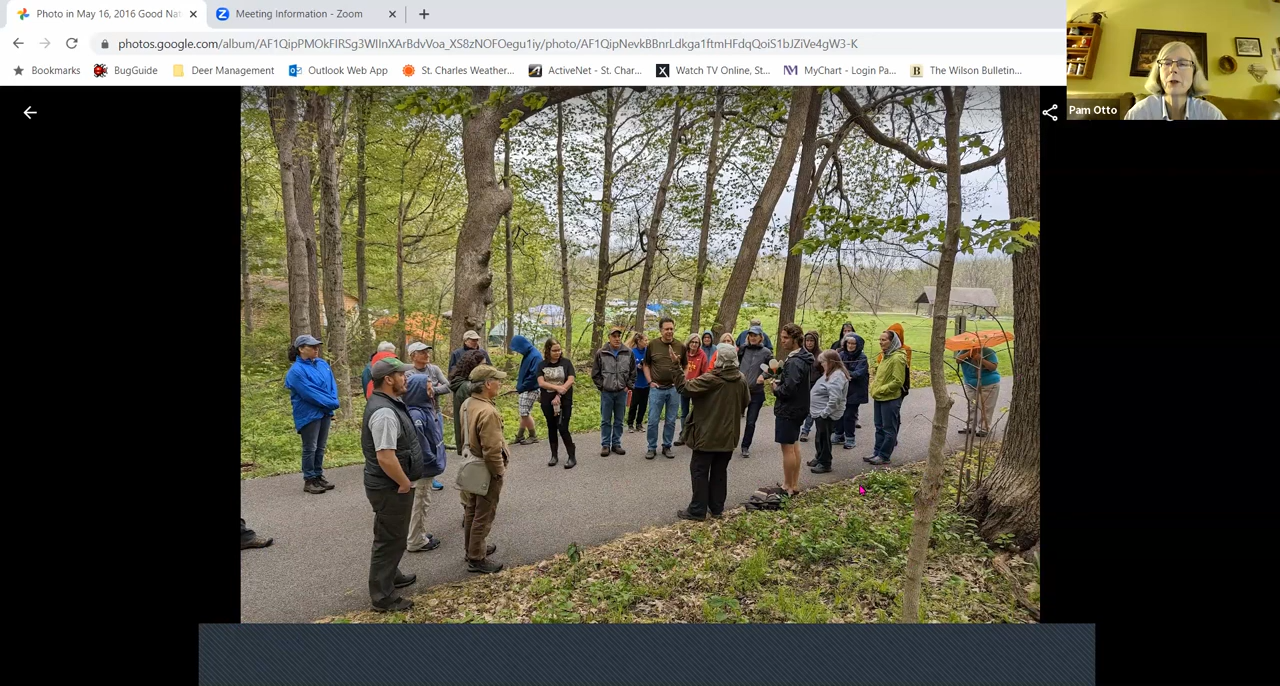 Photo in May 16, 2016 Good Nat
Meeting Information - Zoom
photos.google.com/album/AF1QipPMOkFIRSg3WIInXArBdvVoa_XS8zNOFOegu1iy/photo/AF1QipNevkBBnrLdkga1ftmHFdqQoiS1bJZiVe4gW3-K
Bookmarks
BugGuide
Deer Management
Outlook Web App
St. Charles Weather...
ActiveNet - St. Char...
Watch TV Online, St...
MyChart - Login Pa...
The Wilson Bulletin...
Pam Otto